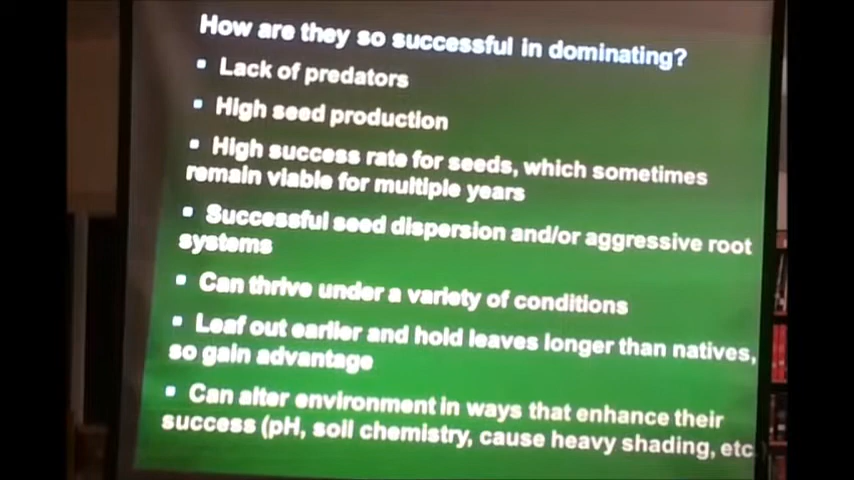 How are they so successful in dominating?
▪ Lack of predators
▪ High seed production
▪ High success rate for seeds, which sometimes
remain viable for multiple years
▪ Successful seed dispersion and/or aggressive root
systems
▪ Can thrive under a variety of conditions
▪ Leaf out earlier and hold leaves longer than natives,
so gain advantage
▪ Can alter environment in ways that enhance their
success (pH, soil chemistry, cause heavy shading, etc